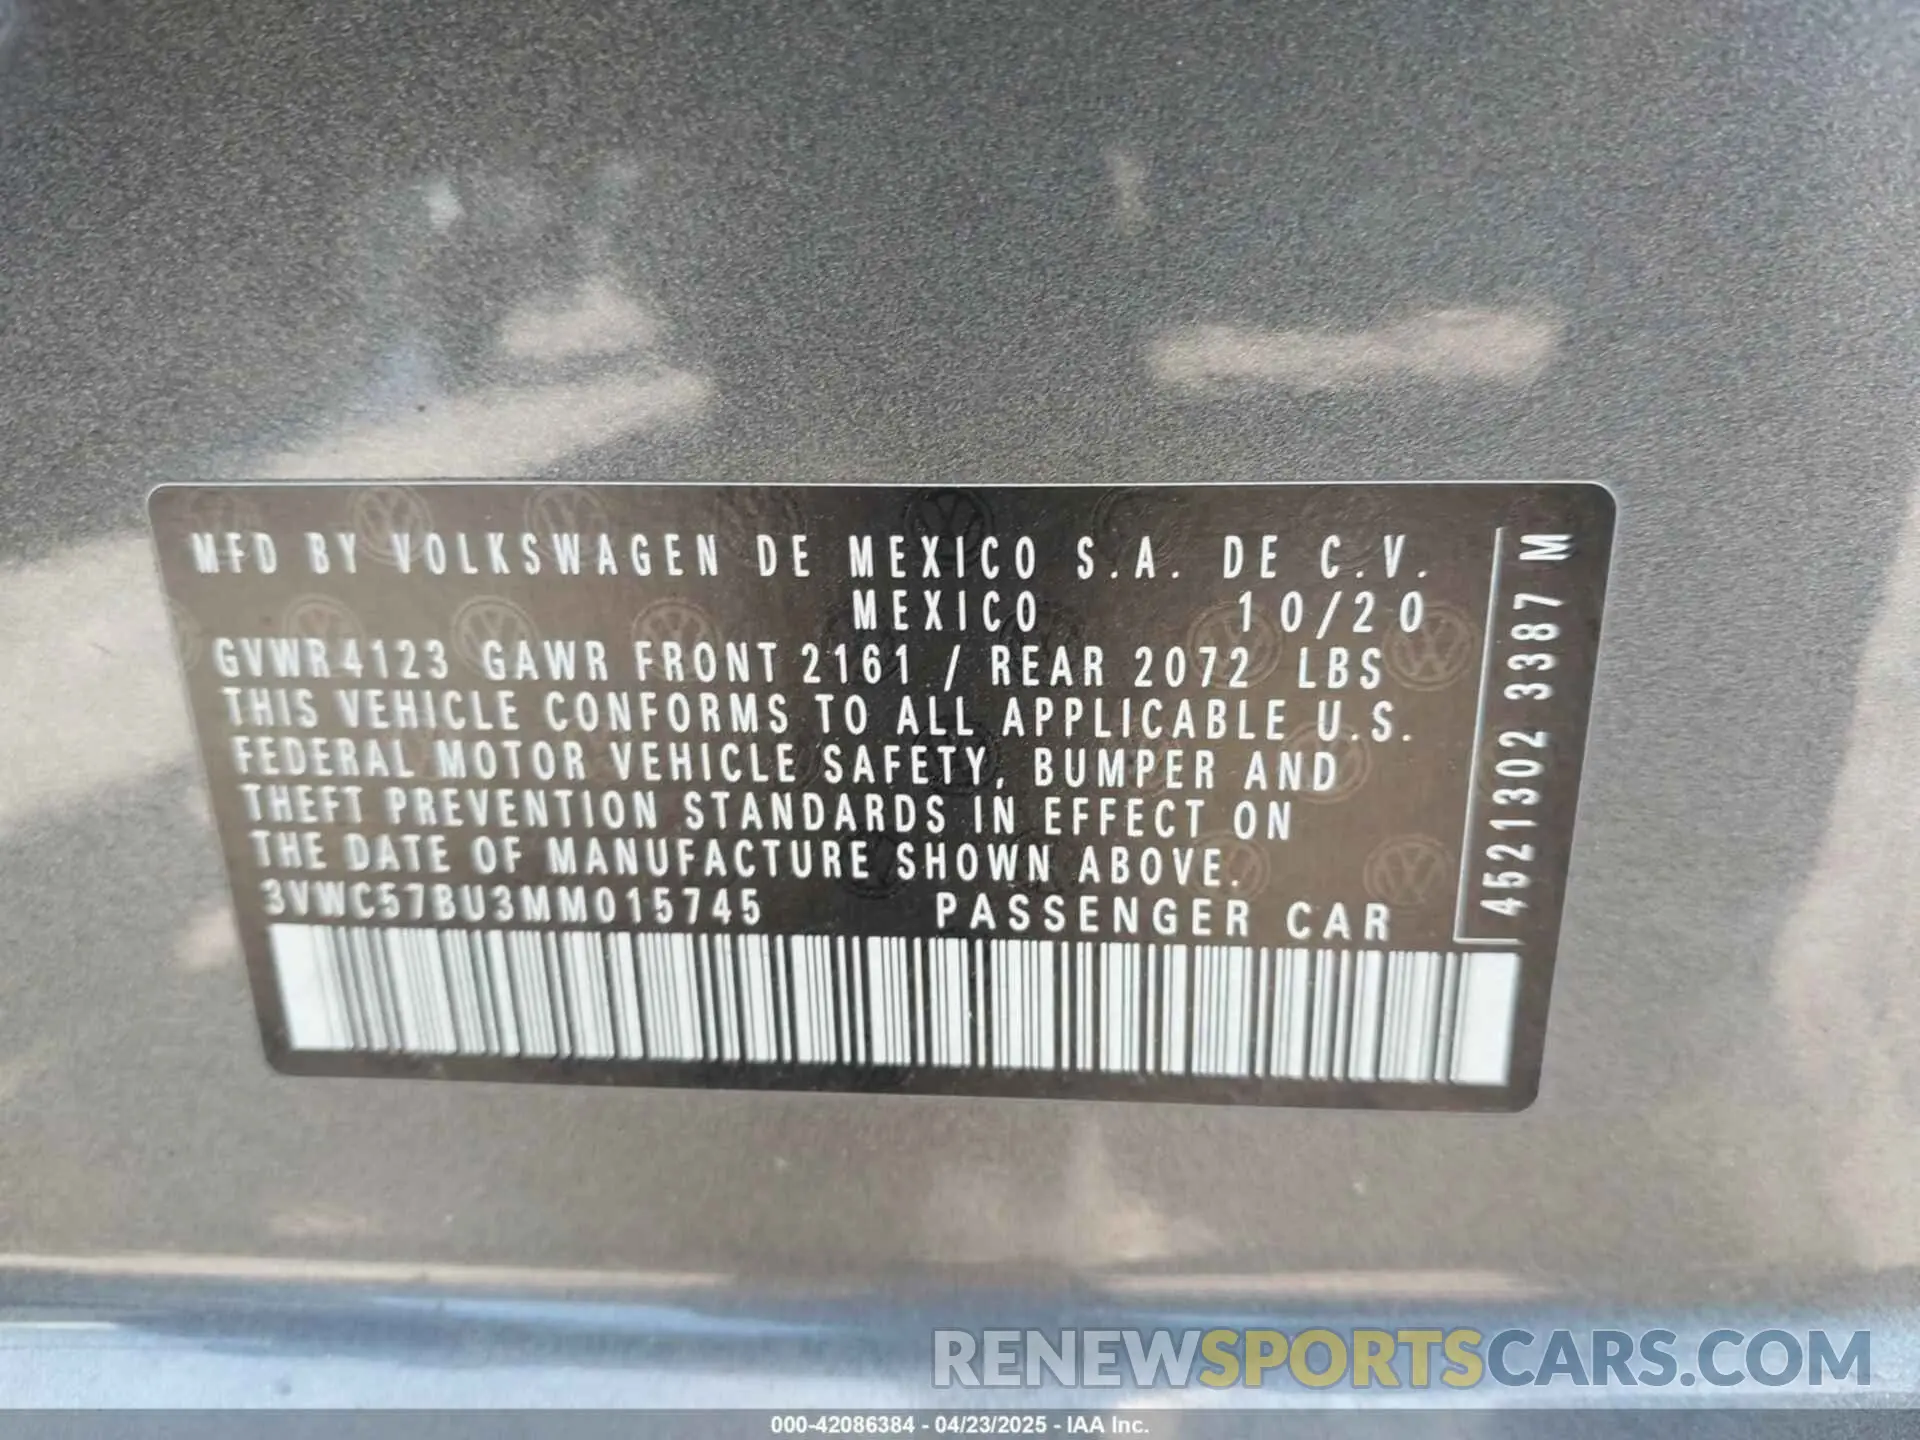 MFD BY VOLKSWAGEN DE MEXICO S.A. DE C.V.
MEXICO 10/20
GVWR 4123 GAWR FRONT 2161 / REAR 2072 LBS
THIS VEHICLE CONFORMS TO ALL APPLICABLE U.S.
FEDERAL MOTOR VEHICLE SAFETY, BUMPER AND
THEFT PREVENTION STANDARDS IN EFFECT ON
THE DATE OF MANUFACTURE SHOWN ABOVE.
3VWC57BU3MM015745 PASSENGER CAR
4521302 3387 M
RENEWSPORTSCARS.COM
000-42086384 - 04/23/2025 - IAA Inc.